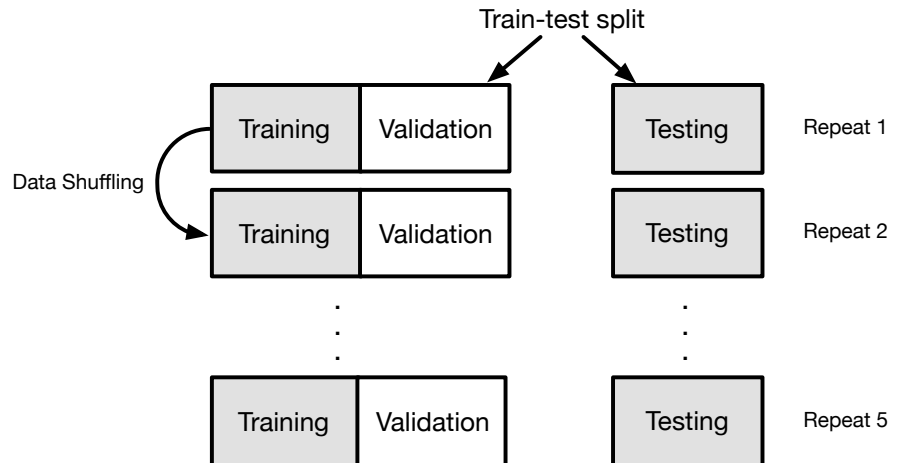 Train-test split
Training Validation Testing Repeat 1
Data Shuffling
Training Validation Testing Repeat 2
. .
. .
. .
Training Validation Testing Repeat 5